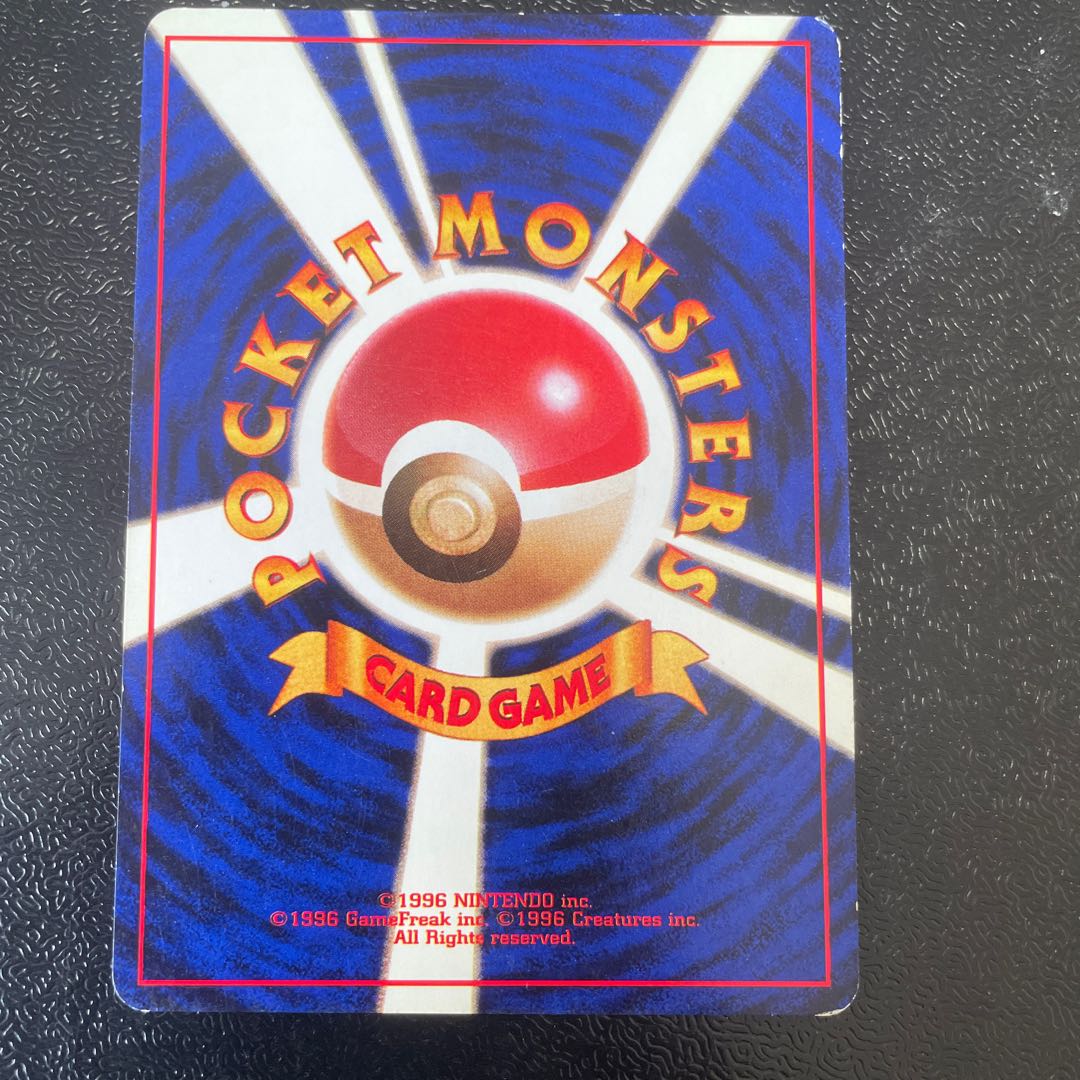 POCKET MONSTERS
CARD GAME
©1996 NINTENDO inc.
©1996 GameFreak inc. ©1996 Creatures inc.
All Rights reserved.